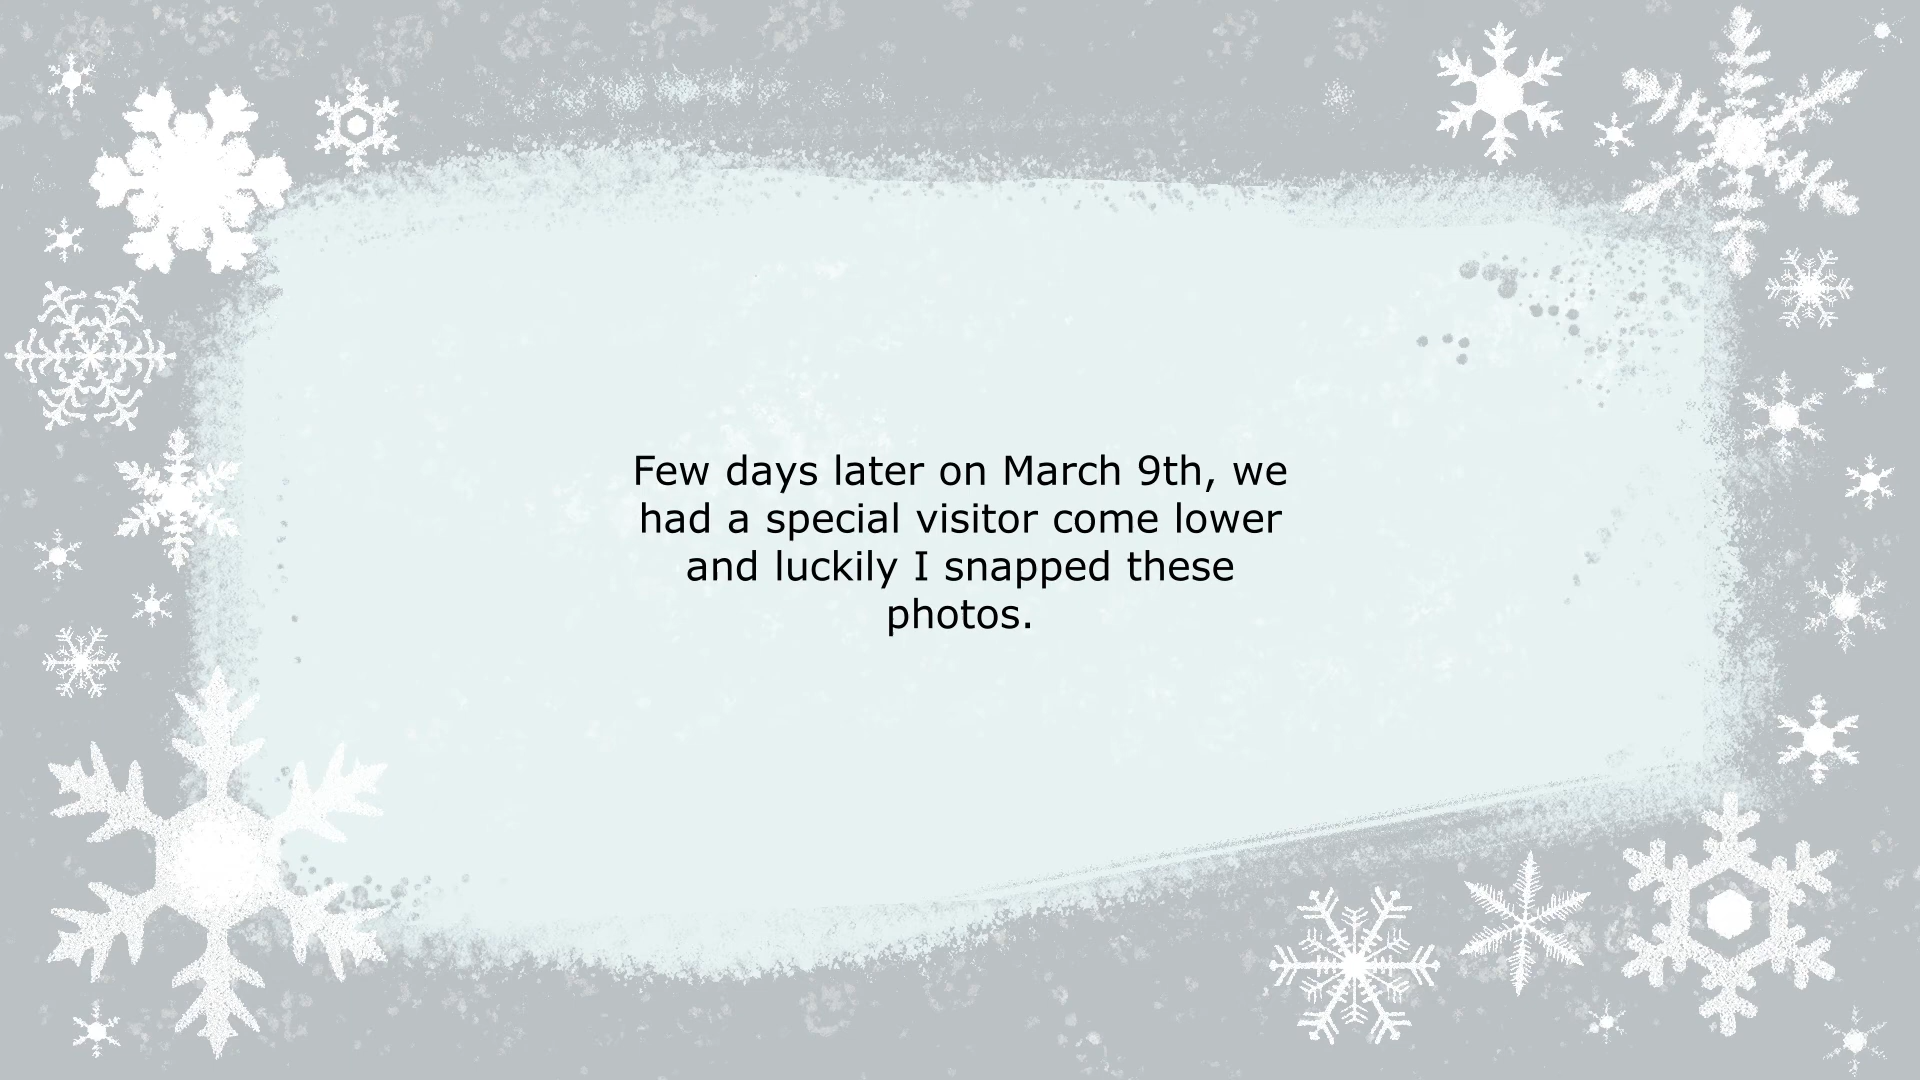 Few days later on March 9th, we
had a special visitor come lower
and luckily I snapped these
photos.